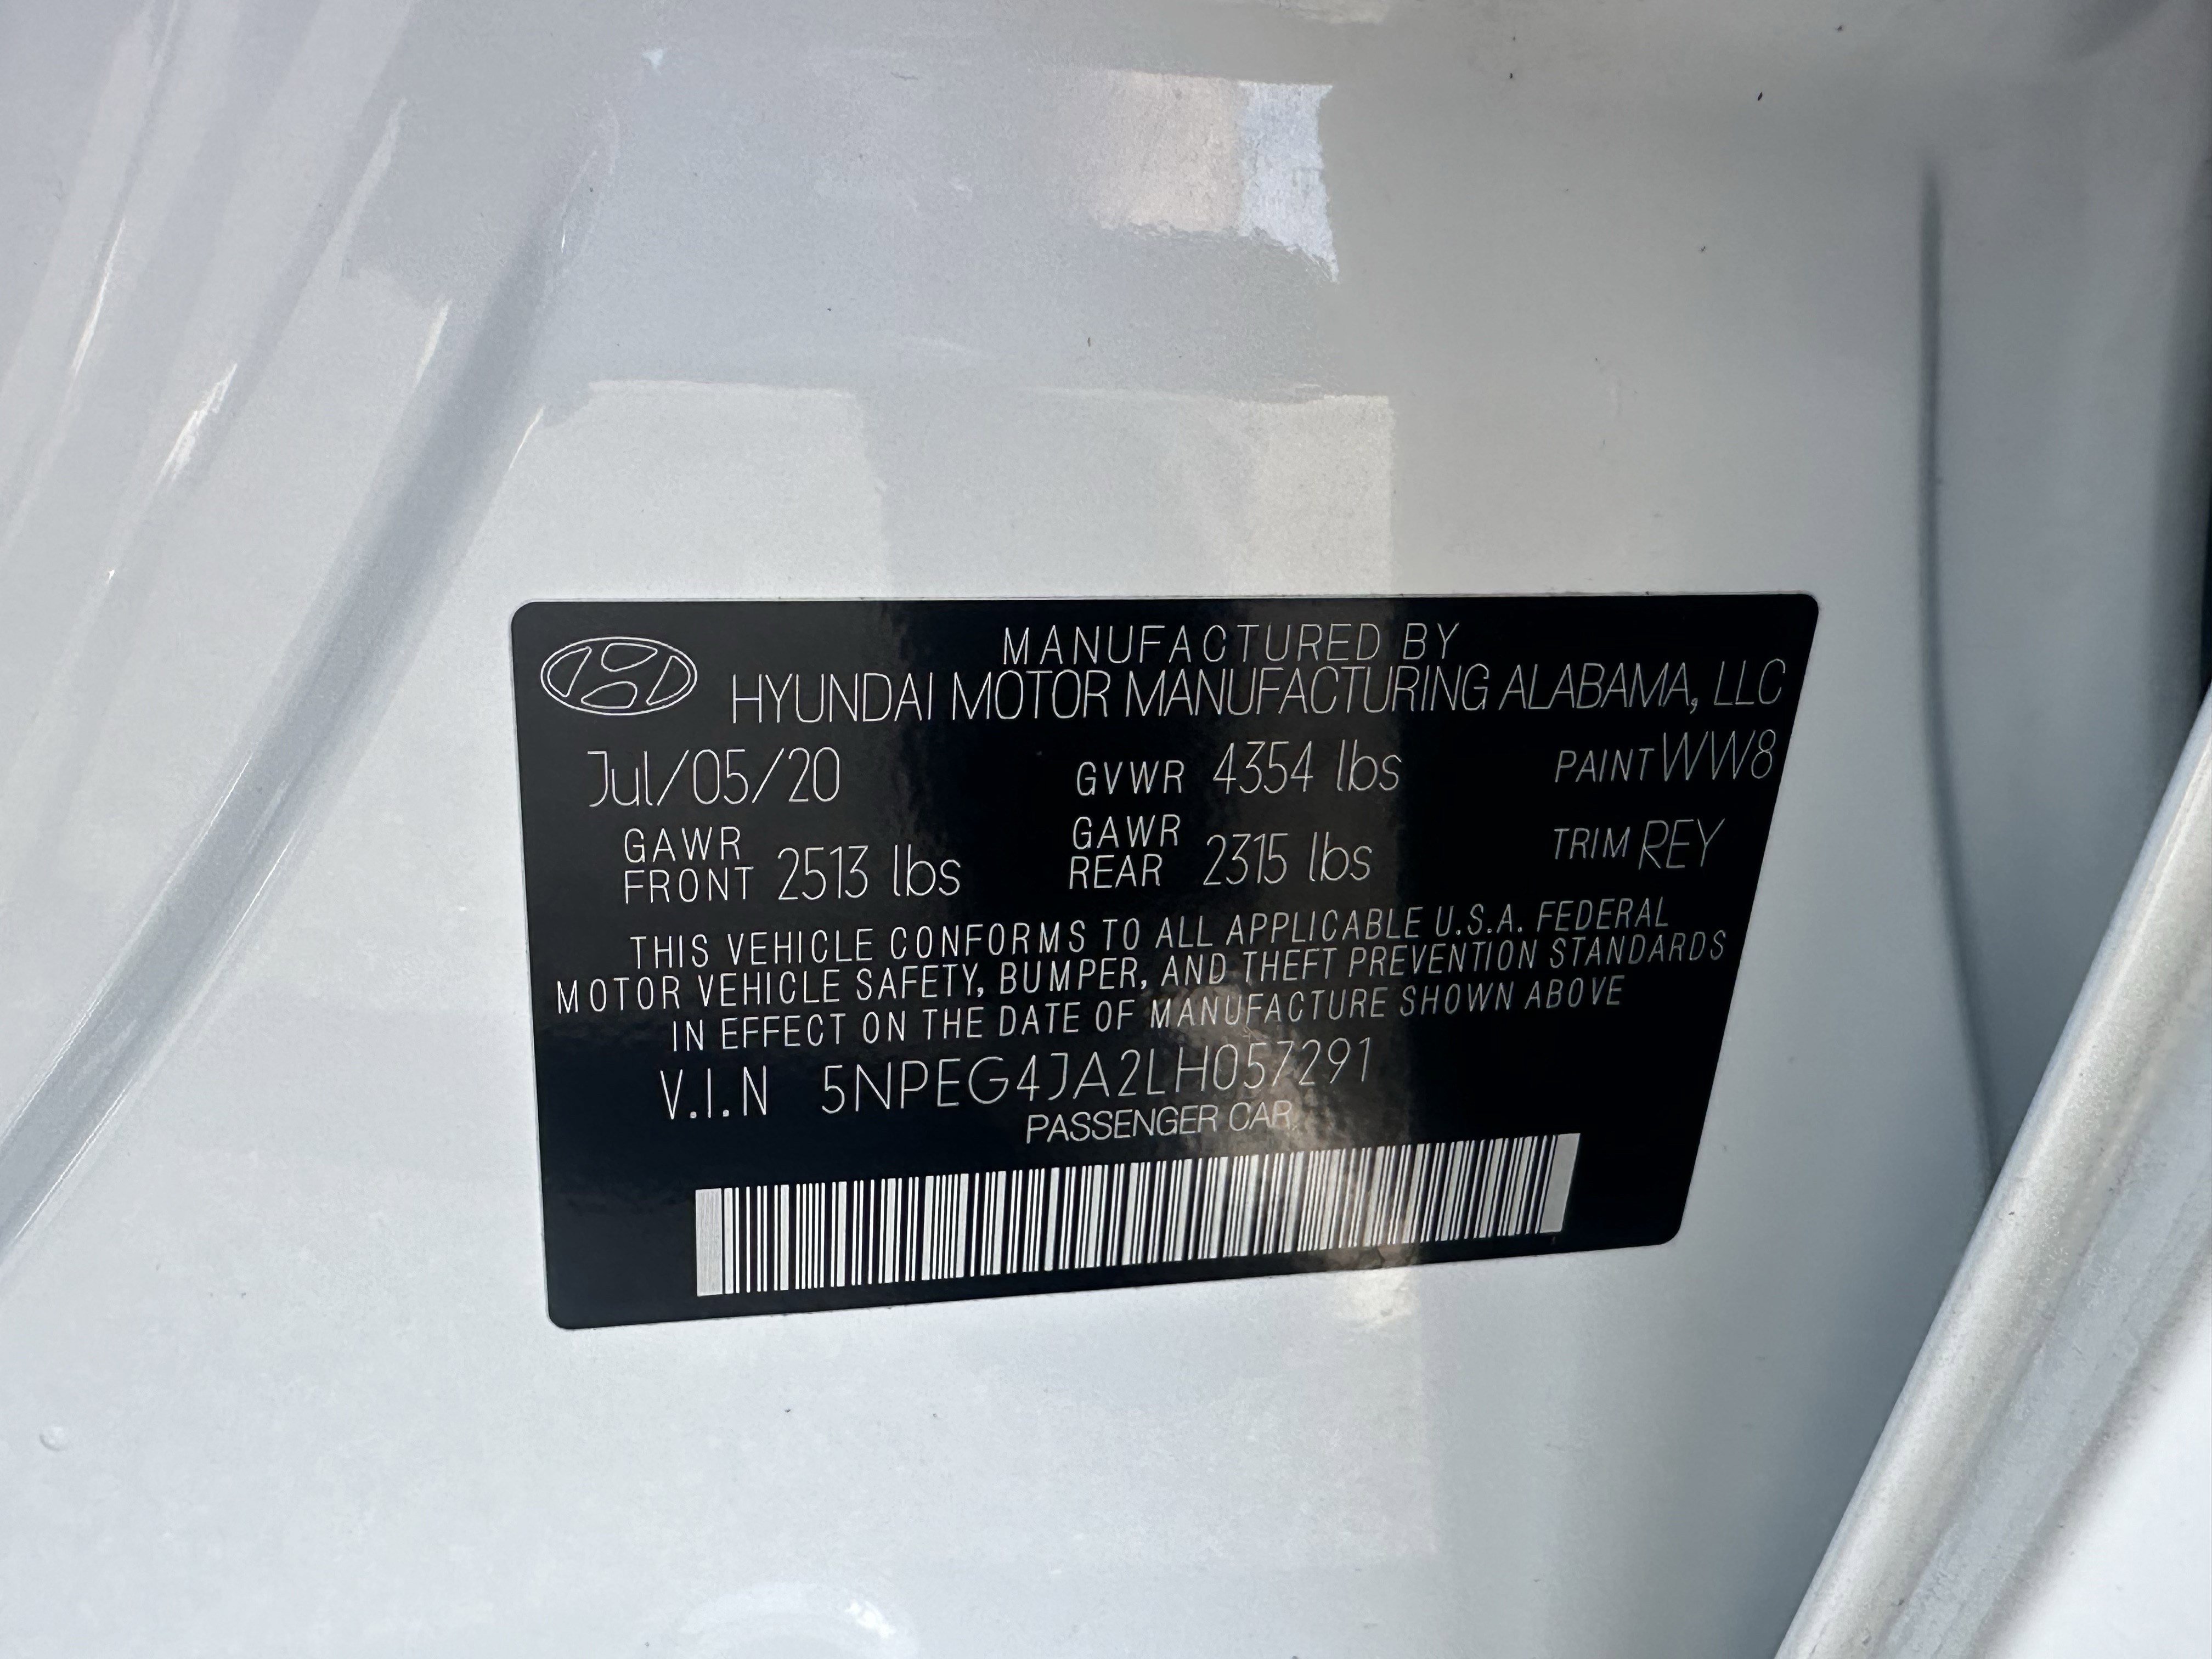 MANUFACTURED BY
HYUNDAI MOTOR MANUFACTURING ALABAMA, LLC
Jul/05/20 GVWR 4354 lbs PAINT WW8
GAWR FRONT 2513 lbs GAWR REAR 2315 lbs TRIM REY
THIS VEHICLE CONFORMS TO ALL APPLICABLE U.S.A. FEDERAL
MOTOR VEHICLE SAFETY, BUMPER, AND THEFT PREVENTION STANDARDS
IN EFFECT ON THE DATE OF MANUFACTURE SHOWN ABOVE
V.I.N 5NPEG4JA2LH057291
PASSENGER CAR